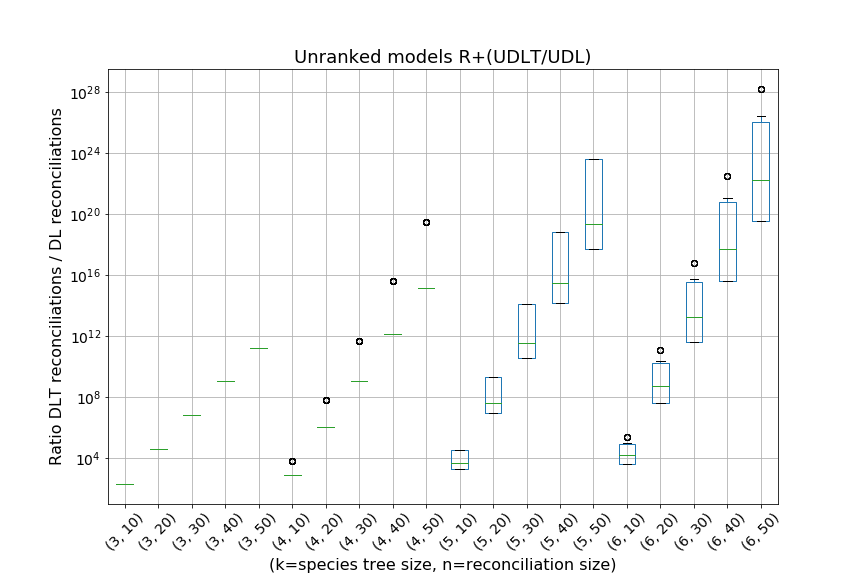 Unranked models R+(UDLT/UDL)
Ratio DLT reconciliations / DL reconciliations
10^28
10^24
10^20
10^16
10^12
10^8
10^4
(3, 10) (3, 20) (3, 30) (3, 40) (3, 50) (4, 10) (4, 20) (4, 30) (4, 40) (4, 50) (5, 10) (5, 20) (5, 30) (5, 40) (5, 50) (6, 10) (6, 20) (6, 30) (6, 40) (6, 50)
(k=species tree size, n=reconciliation size)